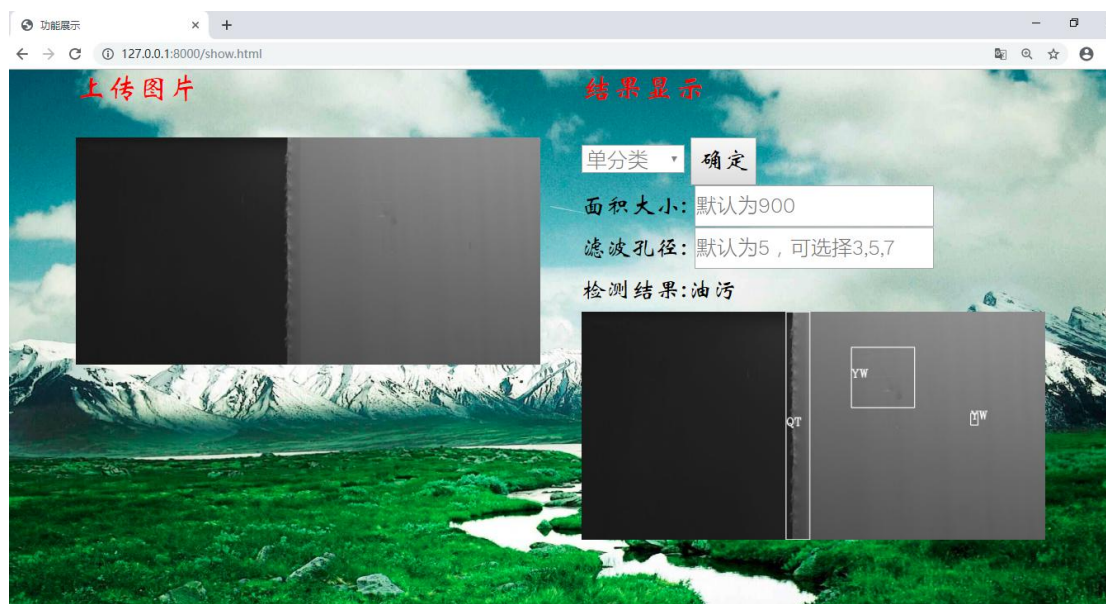 功能展示
127.0.0.1:8000/show.html
上传图片
结果显示
单分类 确定
面积大小: 默认为900
滤波孔径: 默认为5，可选择3,5,7
检测结果:油污
YW
YW
QT